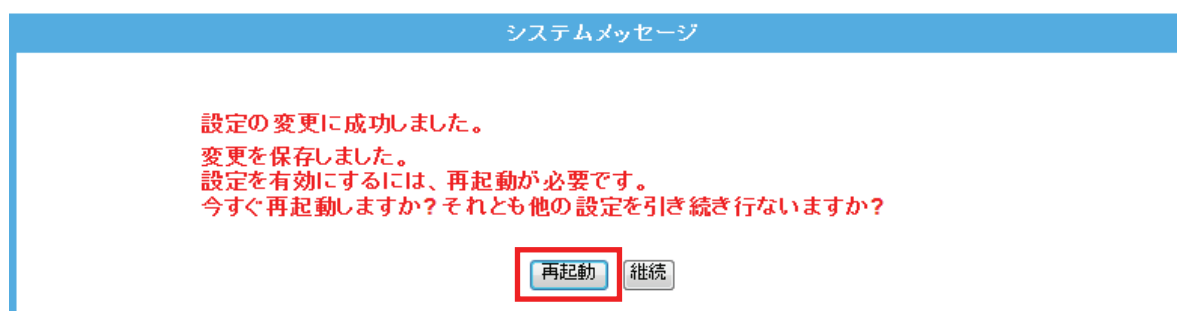 システムメッセージ
設定の変更に成功しました。
変更を保存しました。
設定を有効にするには、再起動が必要です。
今すぐ再起動しますか?それとも他の設定を引き続き行ないますか?
再起動 継続